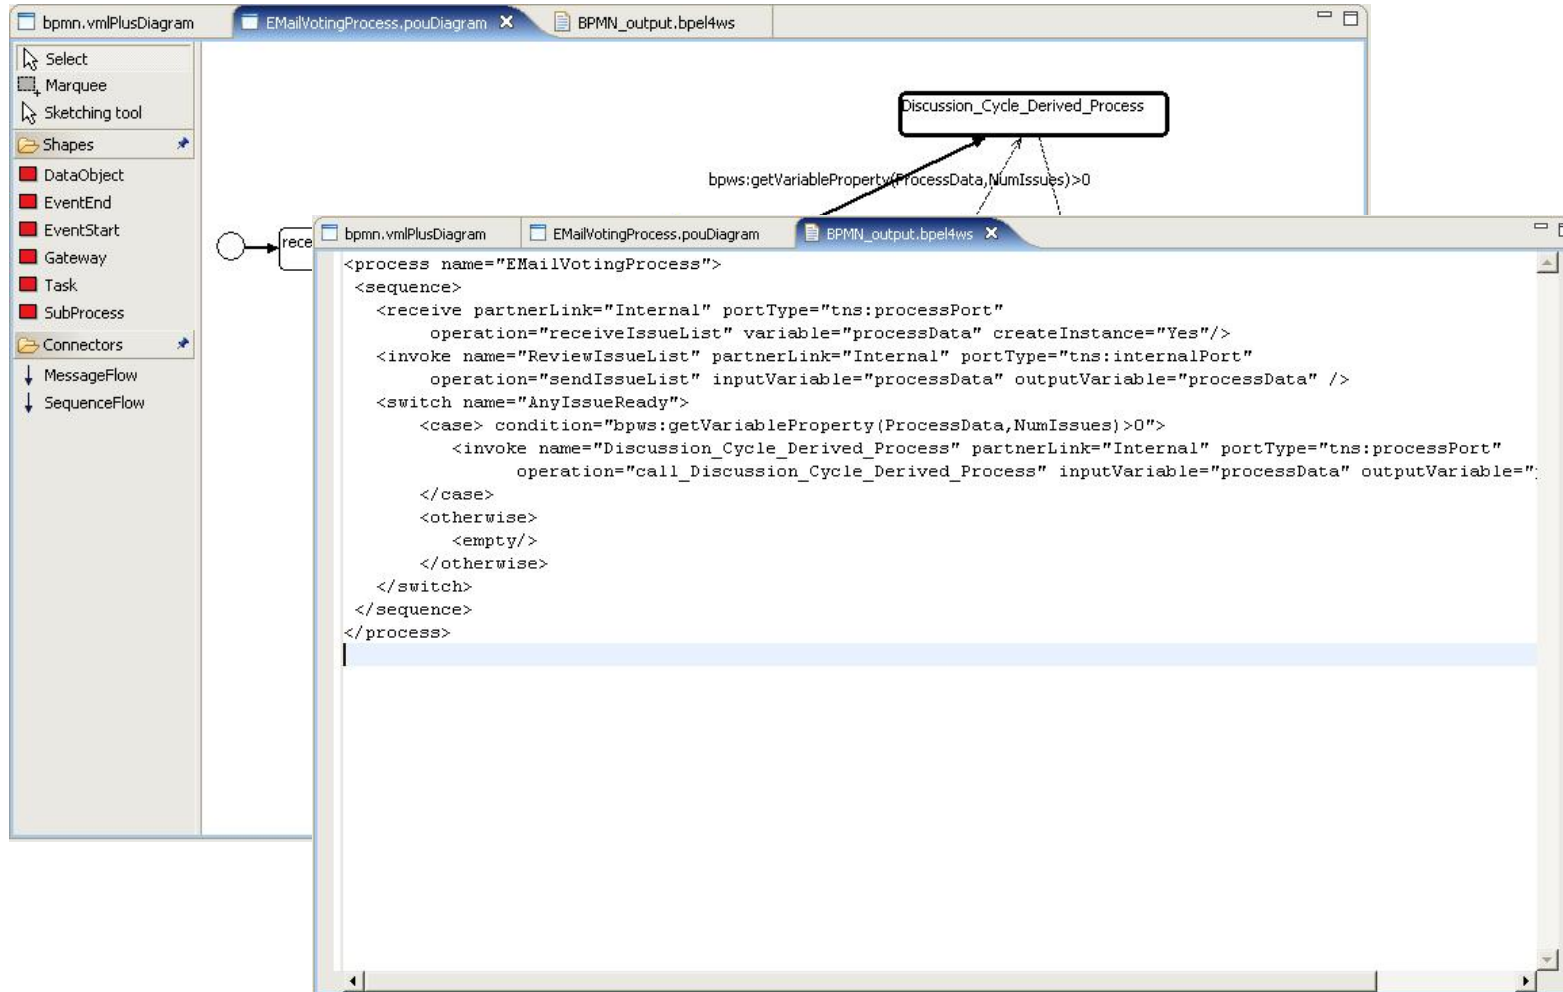 bpmn.vmlPlusDiagram EMailVotingProcess.pouDiagram BPMN_output.bpel4ws
Select
Marquee
Sketching tool
Shapes
DataObject
EventEnd
EventStart
Gateway
Task
SubProcess
Connectors
MessageFlow
SequenceFlow
Discussion_Cycle_Derived_Process
bpws:getVariableProperty(ProcessData,NumIssues)>0
rece
bpmn.vmlPlusDiagram EMailVotingProcess.pouDiagram BPMN_output.bpel4ws
<process name="EMailVotingProcess">
<sequence>
<receive partnerLink="Internal" portType="tns:processPort"
operation="receiveIssueList" variable="processData" createInstance="Yes"/>
<invoke name="ReviewIssueList" partnerLink="Internal" portType="tns:internalPort"
operation="sendIssueList" inputVariable="processData" outputVariable="processData" />
<switch name="AnyIssueReady">
<case> condition="bpws:getVariableProperty(ProcessData,NumIssues)>0">
<invoke name="Discussion_Cycle_Derived_Process" partnerLink="Internal" portType="tns:processPort"
operation="call_Discussion_Cycle_Derived_Process" inputVariable="processData" outputVariable="
</case>
<otherwise>
<empty/>
</otherwise>
</switch>
</sequence>
</process>